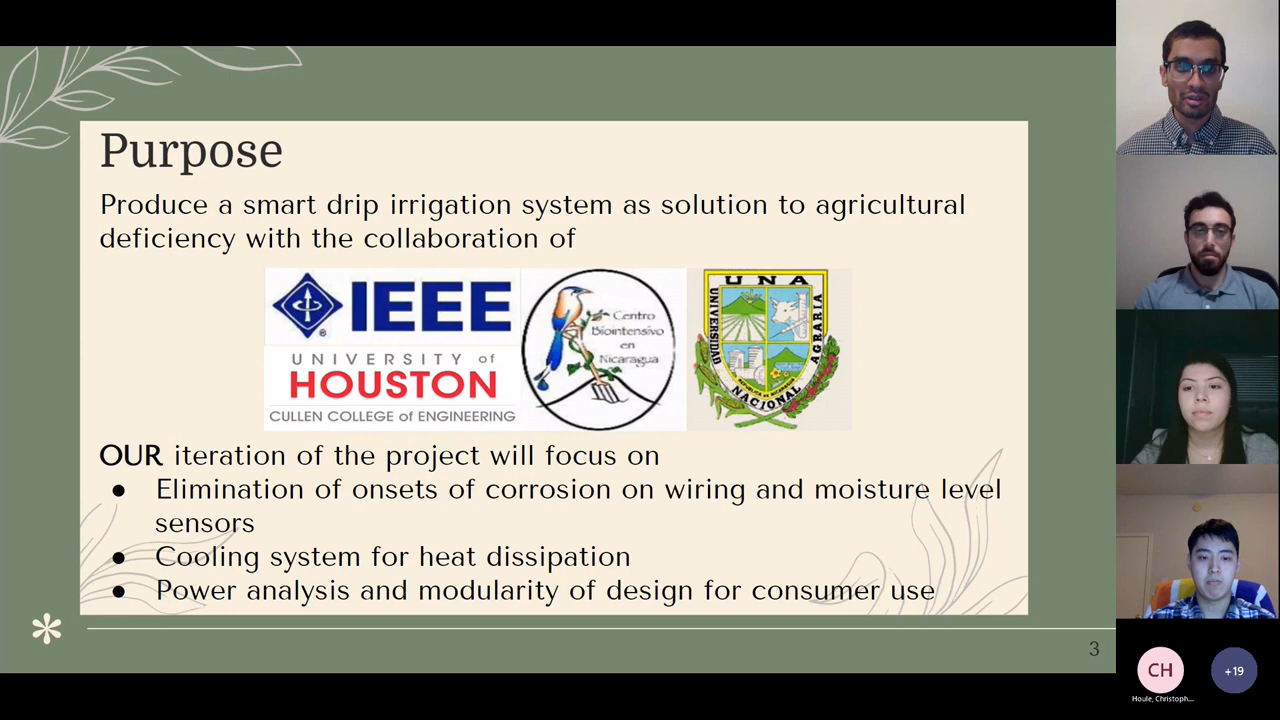 Purpose
Produce a smart drip irrigation system as solution to agricultural
deficiency with the collaboration of
IEEE
UNIVERSITY of
HOUSTON
CULLEN COLLEGE of ENGINEERING
Centro
Biointensivo
en
Nicaragua
UNA
UNIVERSIDAD
NACIONAL
AGRARIA
OUR iteration of the project will focus on
● Elimination of onsets of corrosion on wiring and moisture level
sensors
● Cooling system for heat dissipation
● Power analysis and modularity of design for consumer use
3
CH
+19
Houle, Christoph...